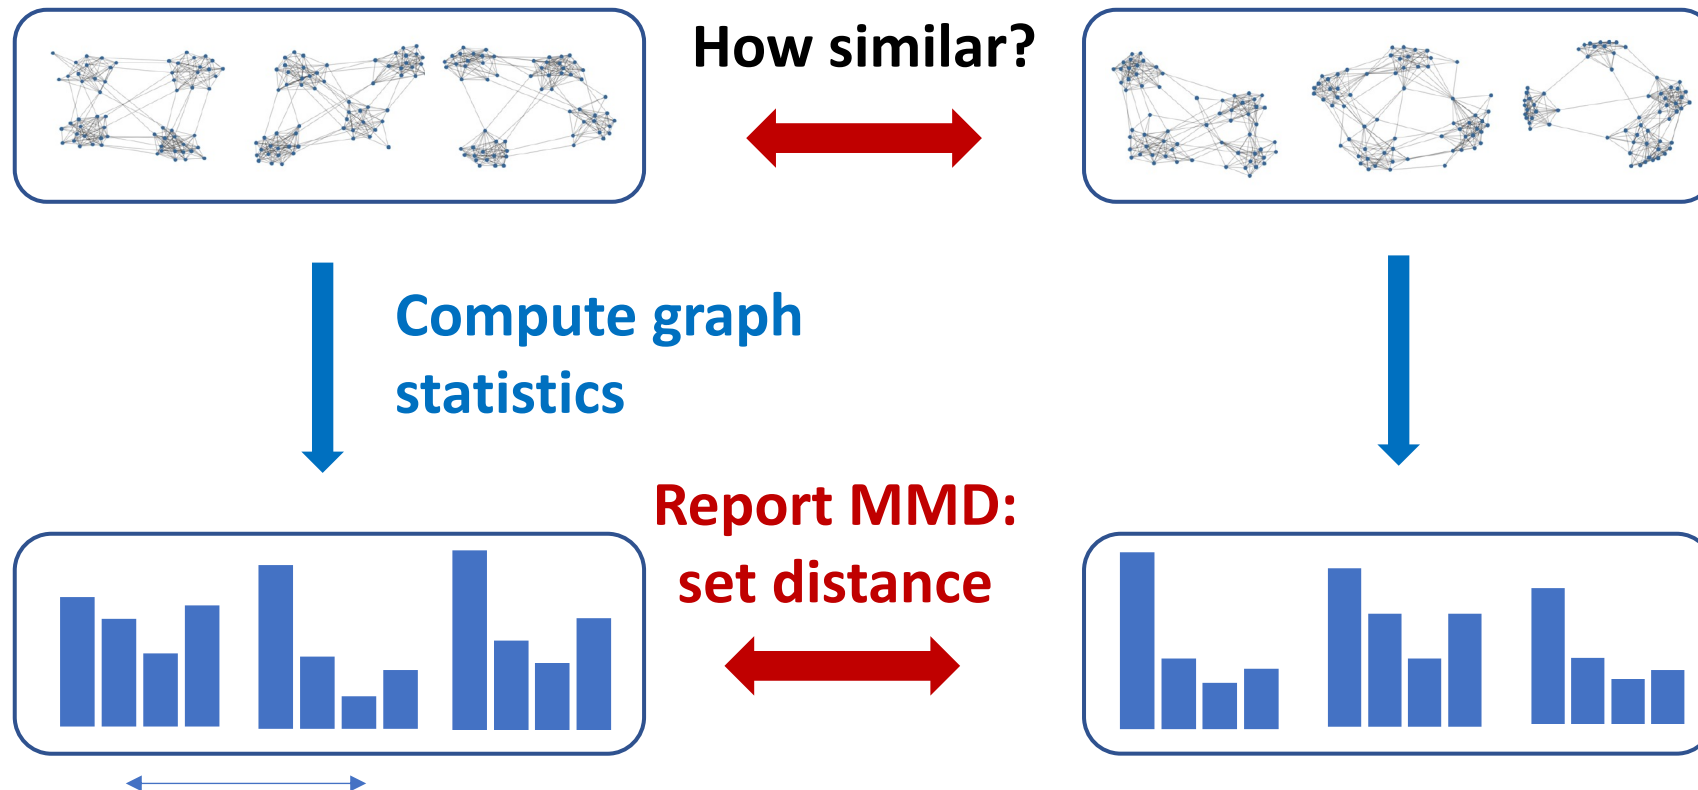 How similar?
Compute graph
statistics
Report MMD:
set distance